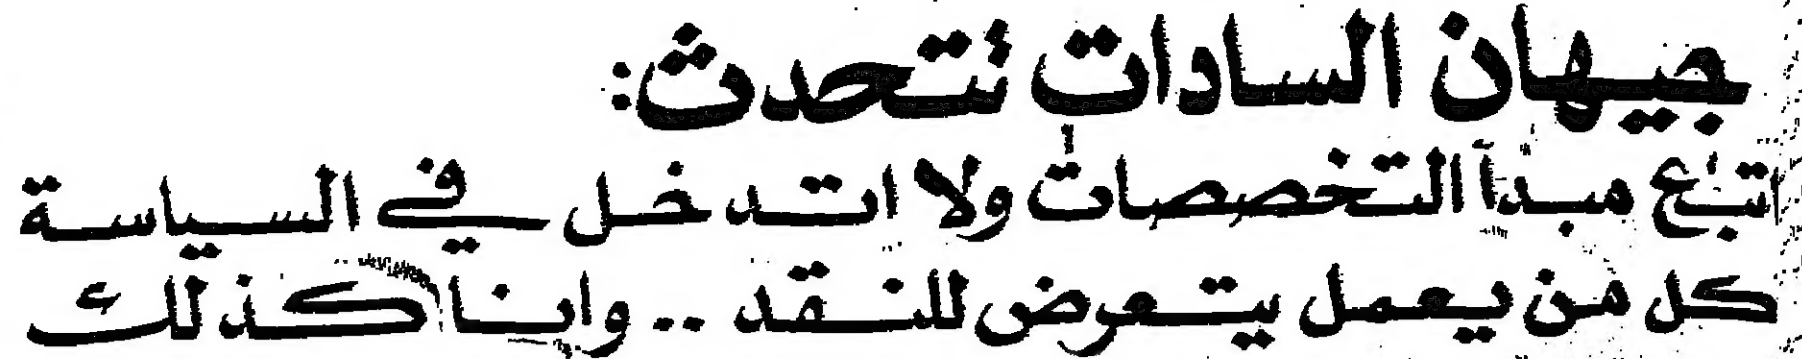 جيهان السادات تتحدث:
اتبع مبدأ التخصصات ولا اتدخل في السياسة
كل من يعمل يتعرض للنقد .. وانا كذلك